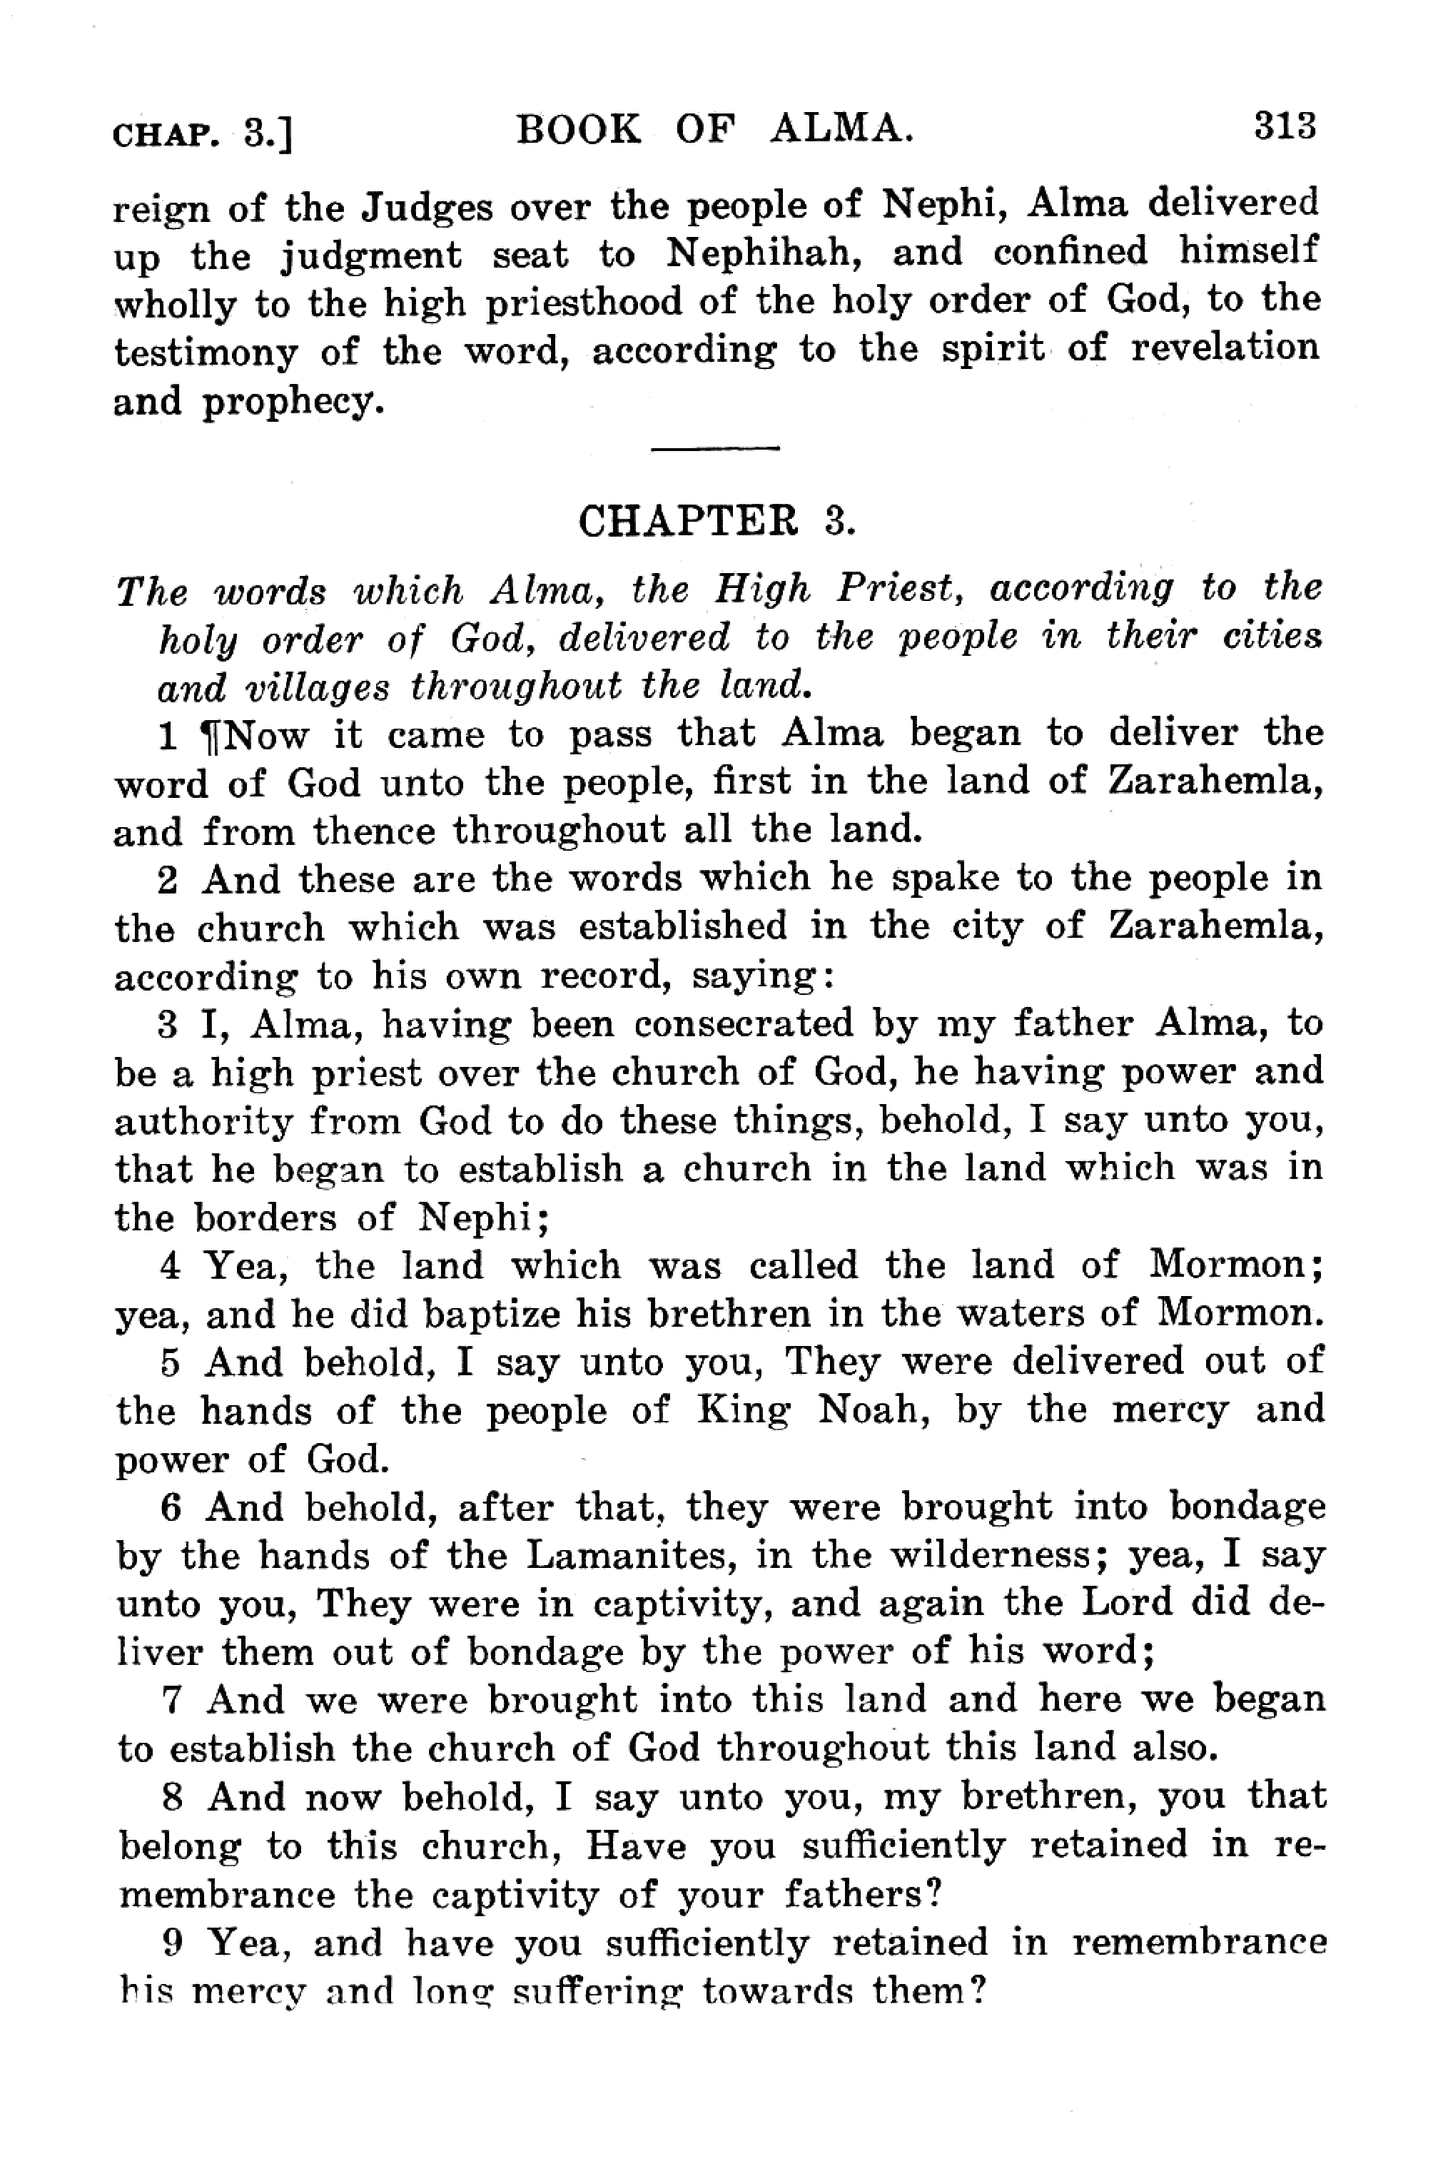 CHAP. 3.] BOOK OF ALMA. 313
reign of the Judges over the people of Nephi, Alma delivered
up the judgment seat to Nephihah, and confined himself
wholly to the high priesthood of the holy order of God, to the
testimony of the word, according to the spirit of revelation
and prophecy.
CHAPTER 3.
The words which Alma, the High Priest, according to the
holy order of God, delivered to the people in their cities
and villages throughout the land.
1 ¶Now it came to pass that Alma began to deliver the
word of God unto the people, first in the land of Zarahemla,
and from thence throughout all the land.
2 And these are the words which he spake to the people in
the church which was established in the city of Zarahemla,
according to his own record, saying:
3 I, Alma, having been consecrated by my father Alma, to
be a high priest over the church of God, he having power and
authority from God to do these things, behold, I say unto you,
that he began to establish a church in the land which was in
the borders of Nephi;
4 Yea, the land which was called the land of Mormon;
yea, and he did baptize his brethren in the waters of Mormon.
5 And behold, I say unto you, They were delivered out of
the hands of the people of King Noah, by the mercy and
power of God.
6 And behold, after that, they were brought into bondage
by the hands of the Lamanites, in the wilderness; yea, I say
unto you, They were in captivity, and again the Lord did de-
liver them out of bondage by the power of his word;
7 And we were brought into this land and here we began
to establish the church of God throughout this land also.
8 And now behold, I say unto you, my brethren, you that
belong to this church, Have you sufficiently retained in re-
membrance the captivity of your fathers?
9 Yea, and have you sufficiently retained in remembrance
his mercy and long suffering towards them?